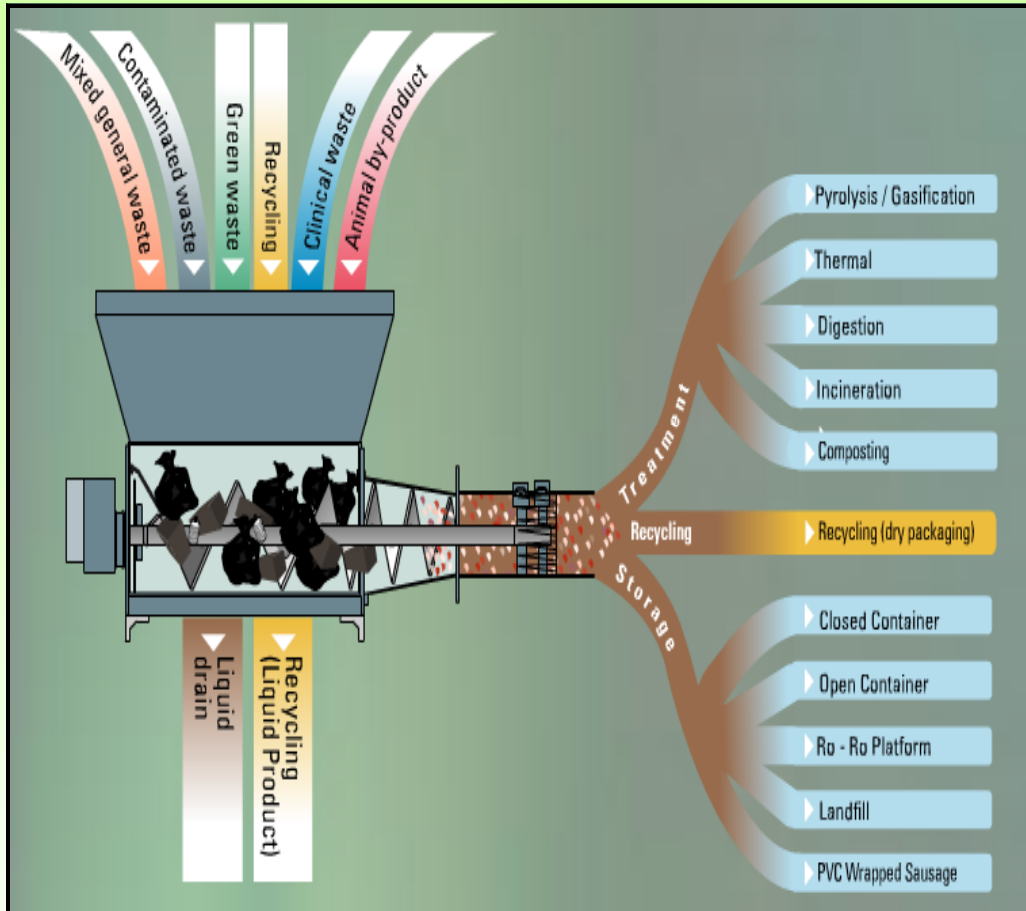 Mixed general waste
Contaminated waste
Green waste
Recycling
Clinical waste
Animal by-product
Pyrolysis / Gasification
Thermal
Digestion
Incineration
Composting
Treatment
Recycling
Recycling (dry packaging)
Storage
Closed Container
Open Container
Ro - Ro Platform
Landfill
PVC Wrapped Sausage
Liquid
drain
Recycling
(Liquid Product)